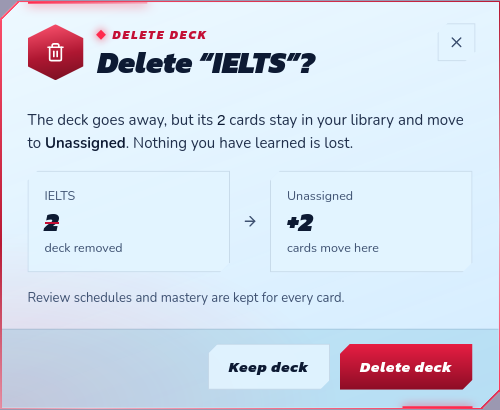 DELETE DECK
Delete “IELTS”?
The deck goes away, but its 2 cards stay in your library and move
to Unassigned. Nothing you have learned is lost.
IELTS
2
deck removed
Unassigned
+2
cards move here
Review schedules and mastery are kept for every card.
Keep deck
Delete deck